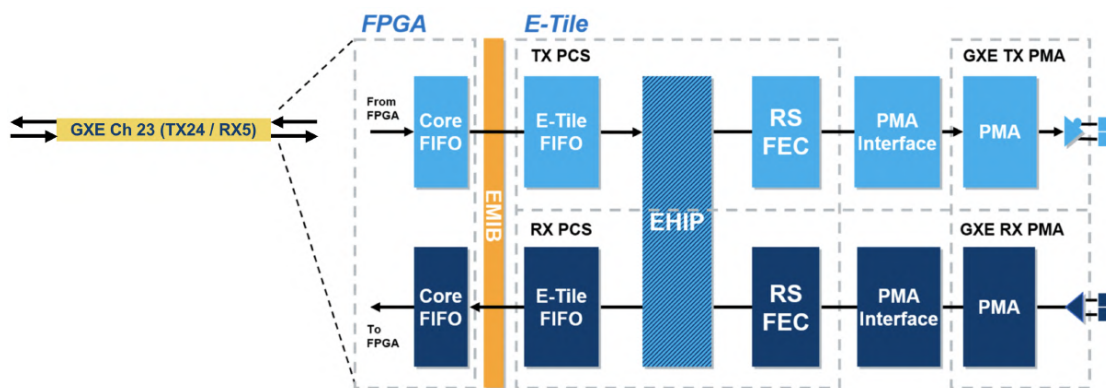 FPGA
E-Tile
TX PCS
GXE TX PMA
From
FPGA
Core
FIFO
E-Tile
FIFO
RS
FEC
PMA
Interface
PMA
GXE Ch 23 (TX24 / RX5)
EMIB
EHIP
RX PCS
GXE RX PMA
Core
FIFO
E-Tile
FIFO
RS
FEC
PMA
Interface
PMA
To
FPGA